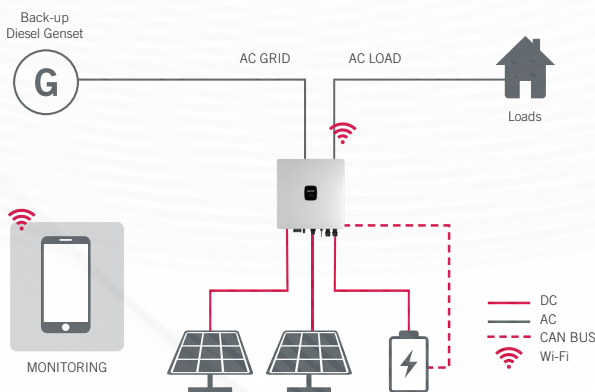 Back-up
Diesel Genset
G
AC GRID
AC LOAD
Loads
MONITORING
DC
AC
CAN BUS
Wi-Fi